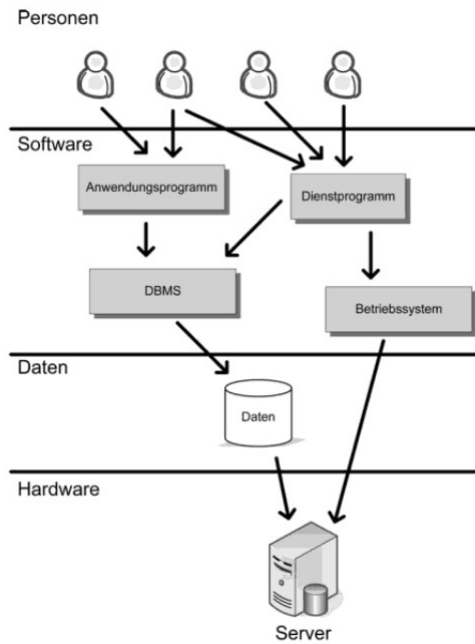 Personen
Software
Anwendungsprogramm
Dienstprogramm
DBMS
Betriebssystem
Daten
Daten
Hardware
Server